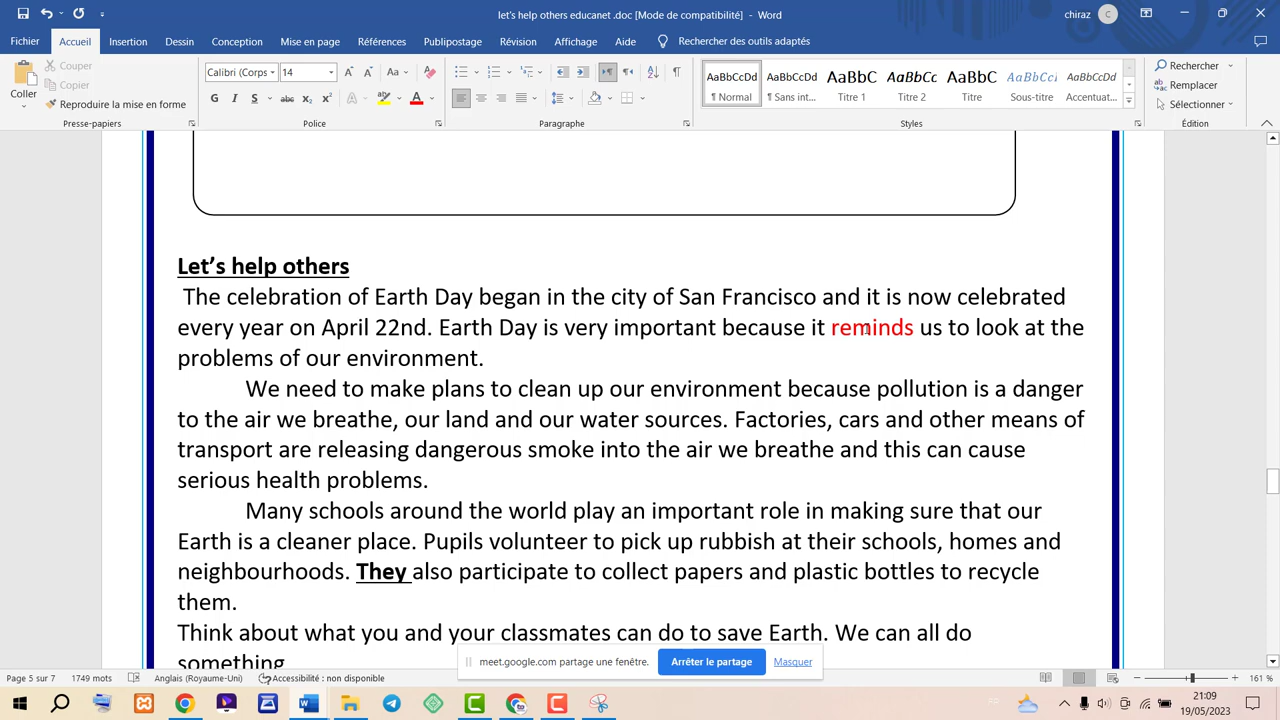 let's help others educanet .doc [Mode de compatibilité] - Word
chiraz C
Fichier Accueil Insertion Dessin Conception Mise en page Références Publipostage Révision Affichage Aide Rechercher des outils adaptés
Coller
Couper
Copier
Reproduire la mise en forme
Presse-papiers
Calibri (Corps 14
Aa
G I S abc x₂ x² A A
Police
Paragraphe
AaBbCcDd AaBbCcDd AaBbC AaBbCc AaBbC AaBbCcI AaBbCcDd
¶ Normal ¶ Sans int... Titre 1 Titre 2 Titre Sous-titre Accentuat...
Styles
Rechercher
Remplacer
Sélectionner
Édition
Let's help others
The celebration of Earth Day began in the city of San Francisco and it is now celebrated
every year on April 22nd. Earth Day is very important because it reminds us to look at the
problems of our environment.
We need to make plans to clean up our environment because pollution is a danger
to the air we breathe, our land and our water sources. Factories, cars and other means of
transport are releasing dangerous smoke into the air we breathe and this can cause
serious health problems.
Many schools around the world play an important role in making sure that our
Earth is a cleaner place. Pupils volunteer to pick up rubbish at their schools, homes and
neighbourhoods. They also participate to collect papers and plastic bottles to recycle
them.
Think about what you and your classmates can do to save Earth. We can all do
something
meet.google.com partage une fenêtre. Arrêter le partage Masquer
Page 5 sur 7 1749 mots Anglais (Royaume-Uni) Accessibilité : non disponible 161 %
21:09
19/05/2023